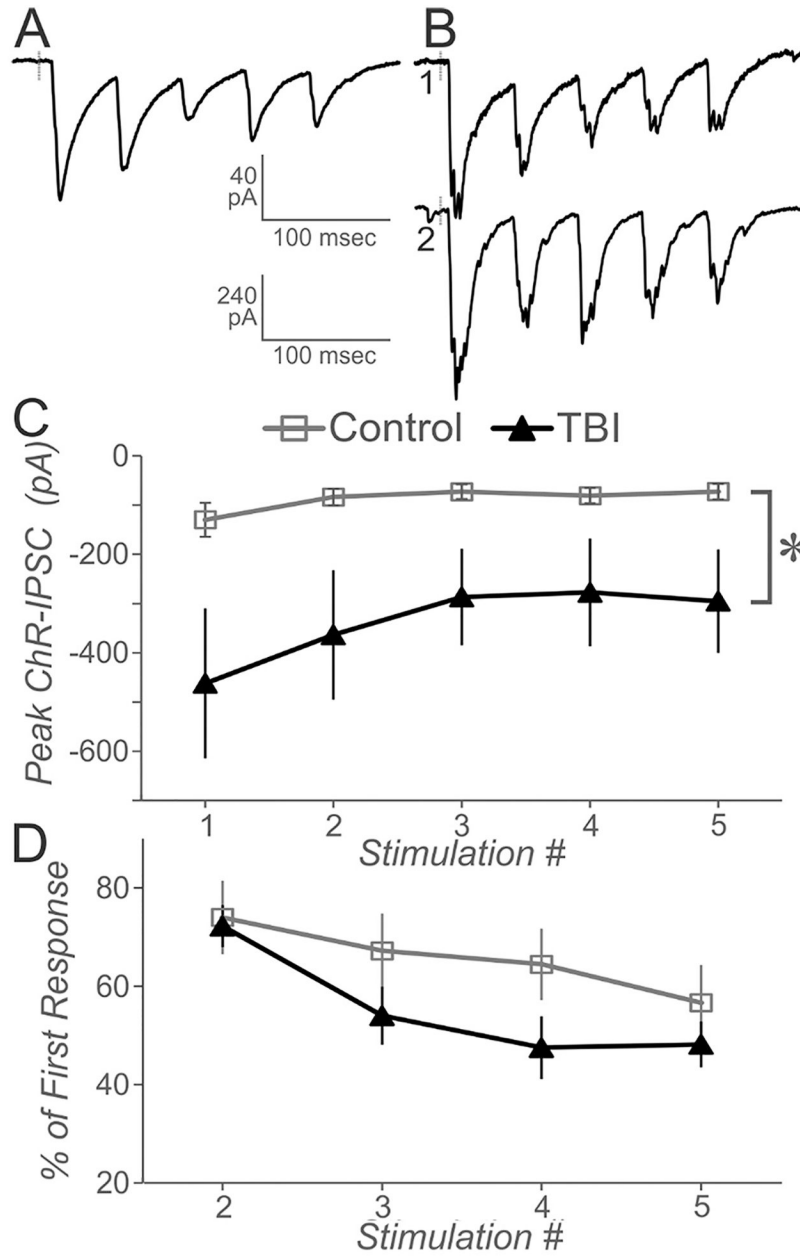 A
B
1
40
pA
100 msec
2
240
pA
100 msec
C
Control
TBI
Peak ChR-IPSC (pA)
0
-200
-400
-600
*
1 2 3 4 5
Stimulation #
D
% of First Response
80
60
40
20
2 3 4 5
Stimulation #